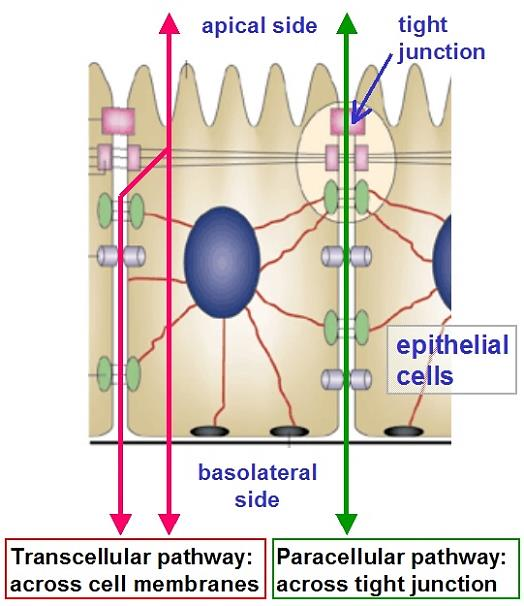 apical side
tight
junction
epithelial
cells
basolateral
side
Transcellular pathway:
across cell membranes
Paracellular pathway:
across tight junction